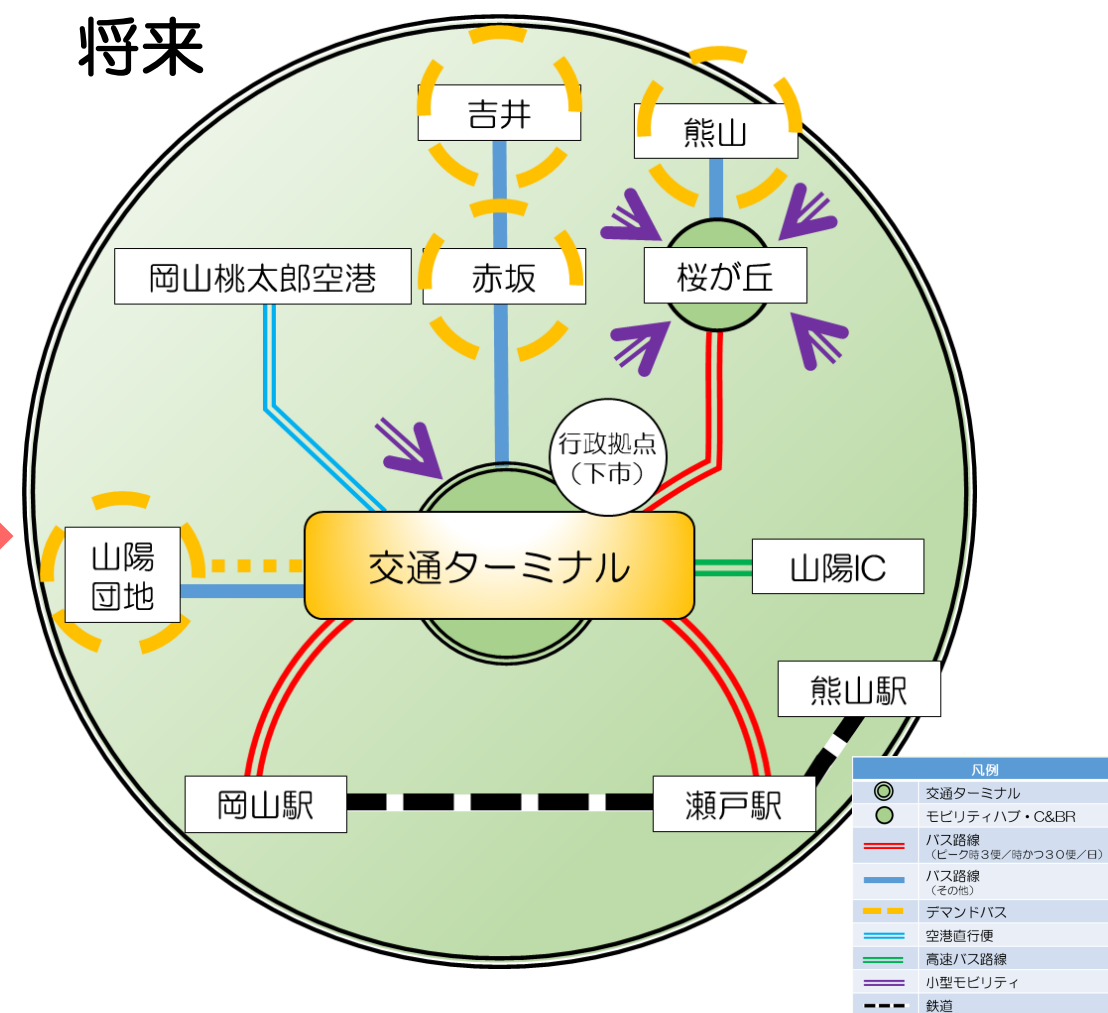 将来
吉井
熊山
岡山桃太郎空港
赤坂
桜が丘
行政拠点
（下市）
山陽
団地
交通ターミナル
山陽IC
熊山駅
岡山駅
瀬戸駅
凡例
交通ターミナル
モビリティハブ・C&BR
バス路線
（ピーク時３便／時かつ３０便／日）
バス路線
（その他）
デマンドバス
空港直行便
高速バス路線
小型モビリティ
鉄道